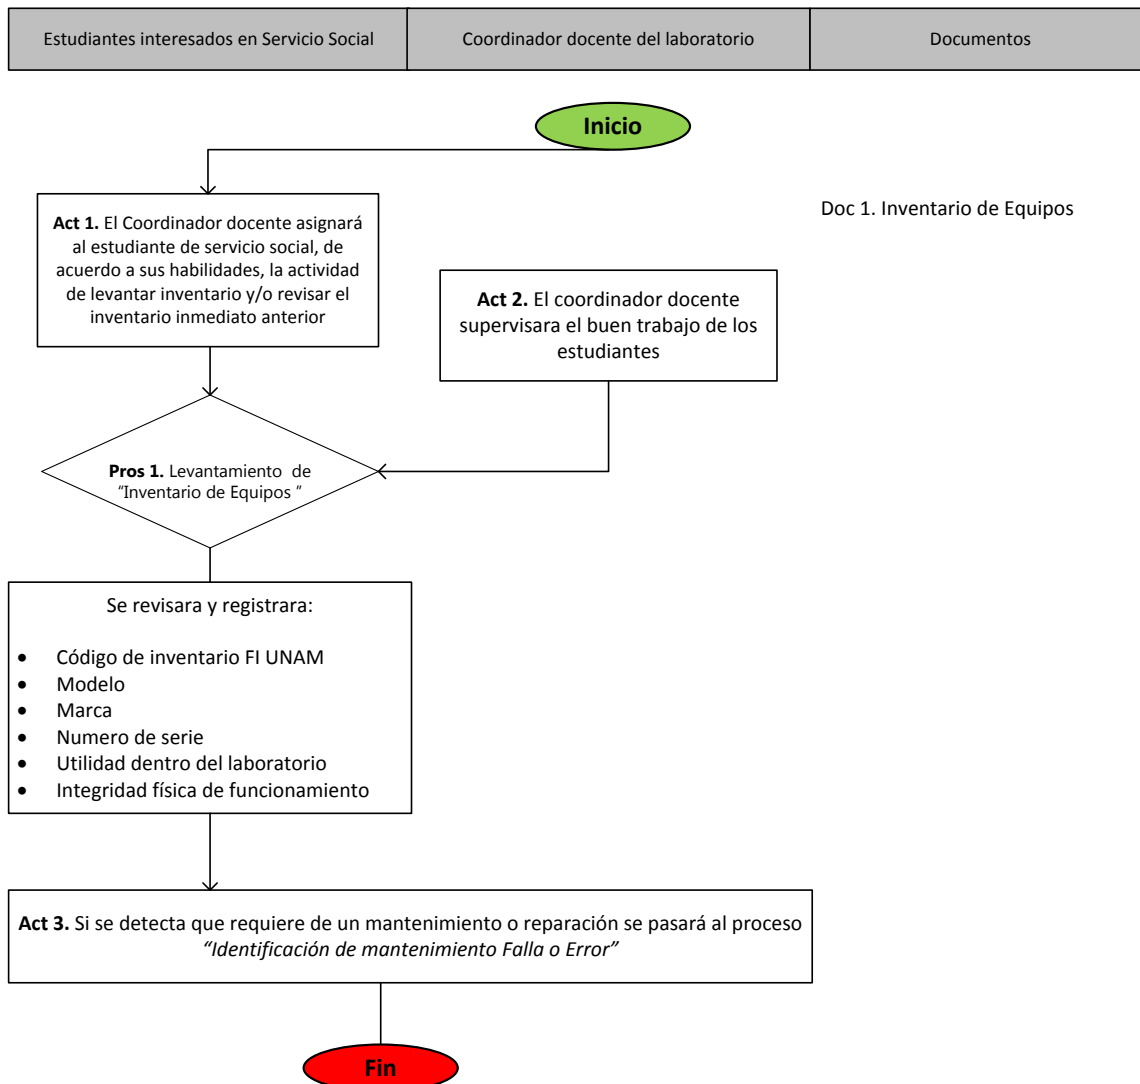 Estudiantes interesados en Servicio Social
Coordinador docente del laboratorio
Documentos
Inicio
Act 1. El Coordinador docente asignará
al estudiante de servicio social, de
acuerdo a sus habilidades, la actividad
de levantar inventario y/o revisar el
inventario inmediato anterior
Doc 1. Inventario de Equipos
Act 2. El coordinador docente
supervisara el buen trabajo de los
estudiantes
Pros 1. Levantamiento de
“Inventario de Equipos ”
Se revisara y registrara:
• Código de inventario FI UNAM
• Modelo
• Marca
• Numero de serie
• Utilidad dentro del laboratorio
• Integridad física de funcionamiento
Act 3. Si se detecta que requiere de un mantenimiento o reparación se pasará al proceso
“Identificación de mantenimiento Falla o Error”
Fin